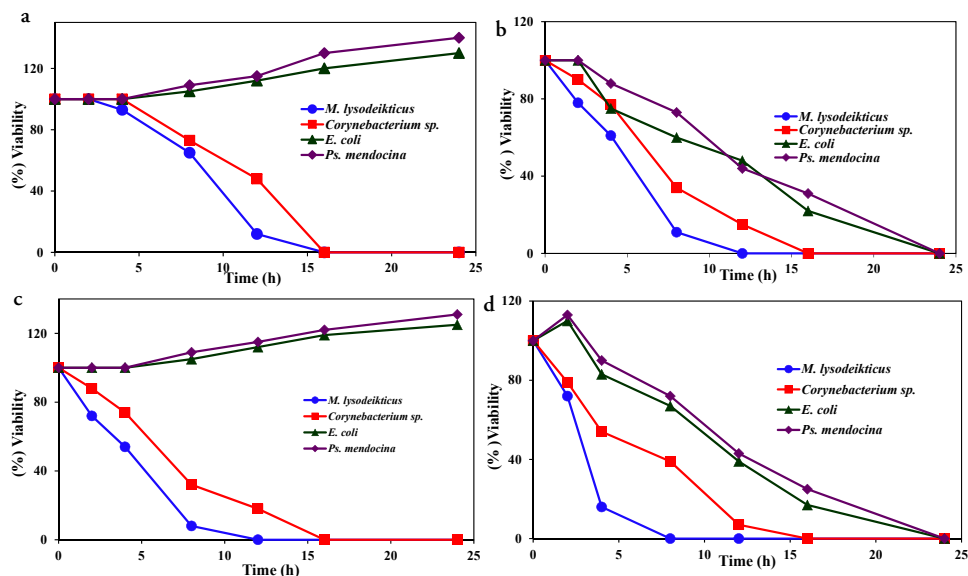 a
(%) Viability
120
80
40
0
0
5
10
15
20
25
Time (h)
M. lysodeikticus
Corynebacterium sp.
E. coli
Ps. mendocina
b
(% ) Viability
120
80
40
0
0
5
10
15
20
25
Time (h)
M. lysodeikticus
Corynebacterium sp.
E. coli
Ps. mendocina
c
(%) Viability
120
80
40
0
0
5
10
15
20
25
Time (h)
M. lysodeikticus
Corynebacterium sp.
E. coli
Ps. mendocina
d
(% ) Viability
120
80
40
0
0
5
10
15
20
25
Time (h)
M. lysodeikticus
Corynebacterium sp.
E. coli
Ps. mendocina